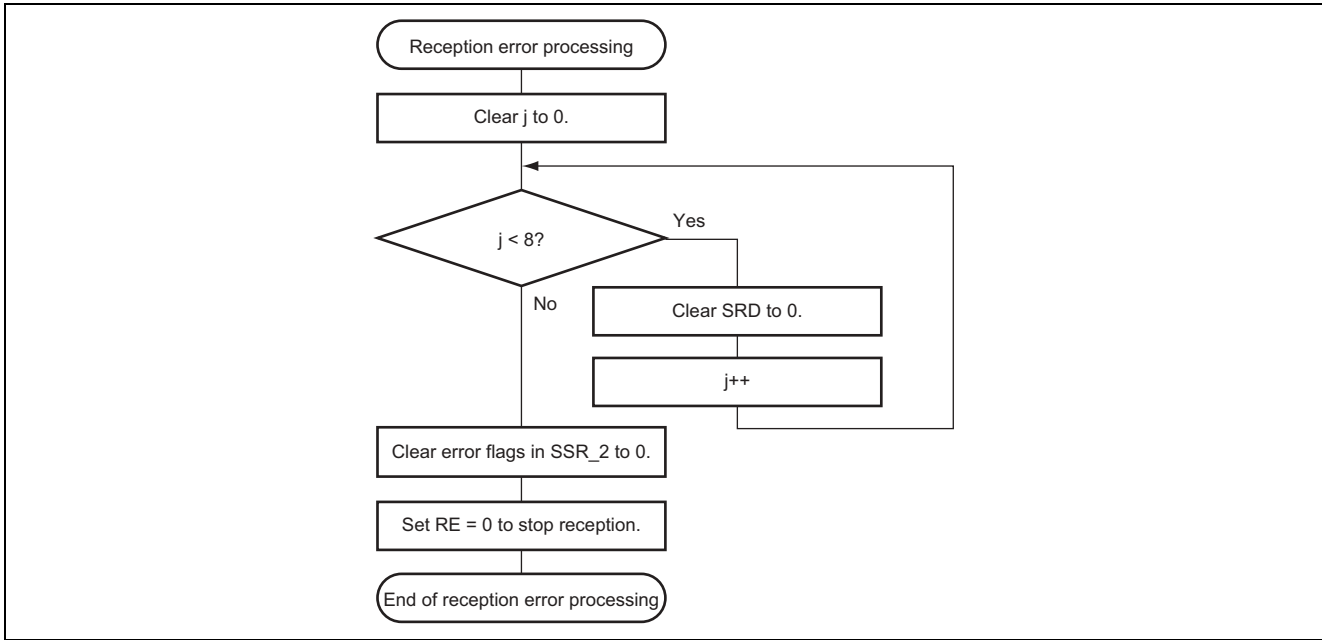 Reception error processing
Clear j to 0.
j < 8?
Yes
No
Clear SRD to 0.
j++
Clear error flags in SSR_2 to 0.
Set RE = 0 to stop reception.
End of reception error processing